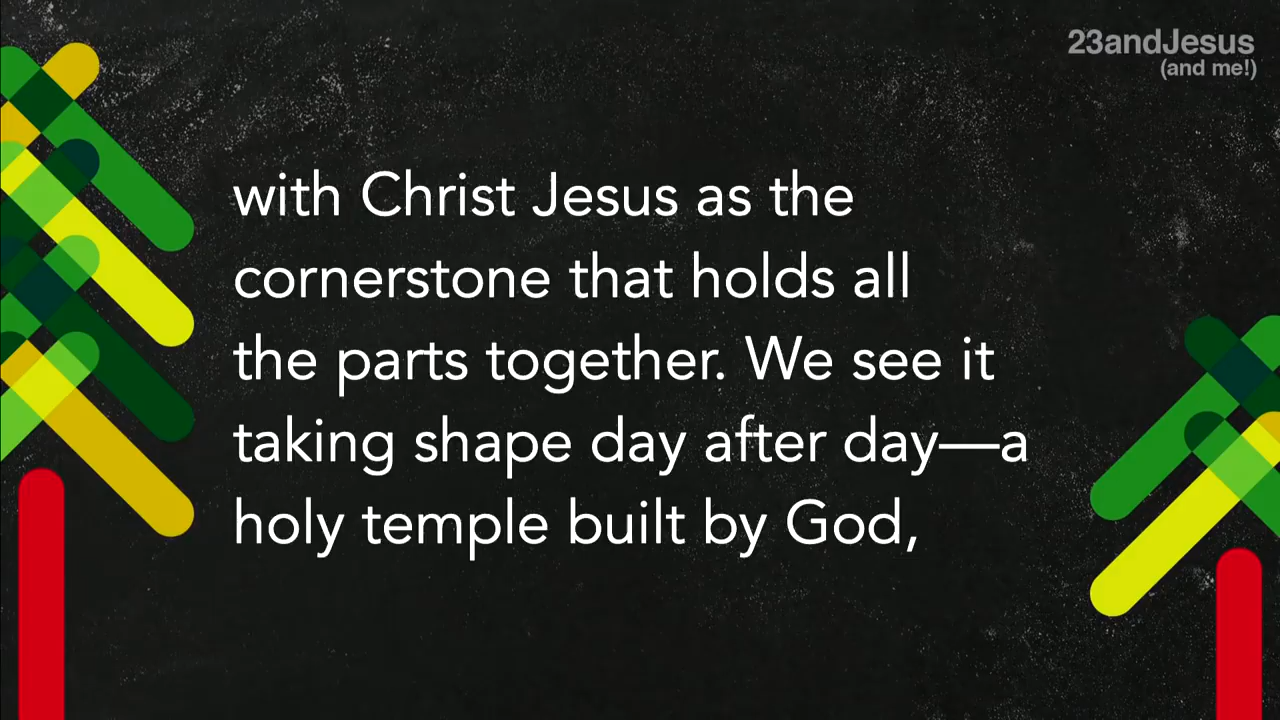 23andJesus
(and me!)
with Christ Jesus as the
cornerstone that holds all
the parts together. We see it
taking shape day after day—a
holy temple built by God,